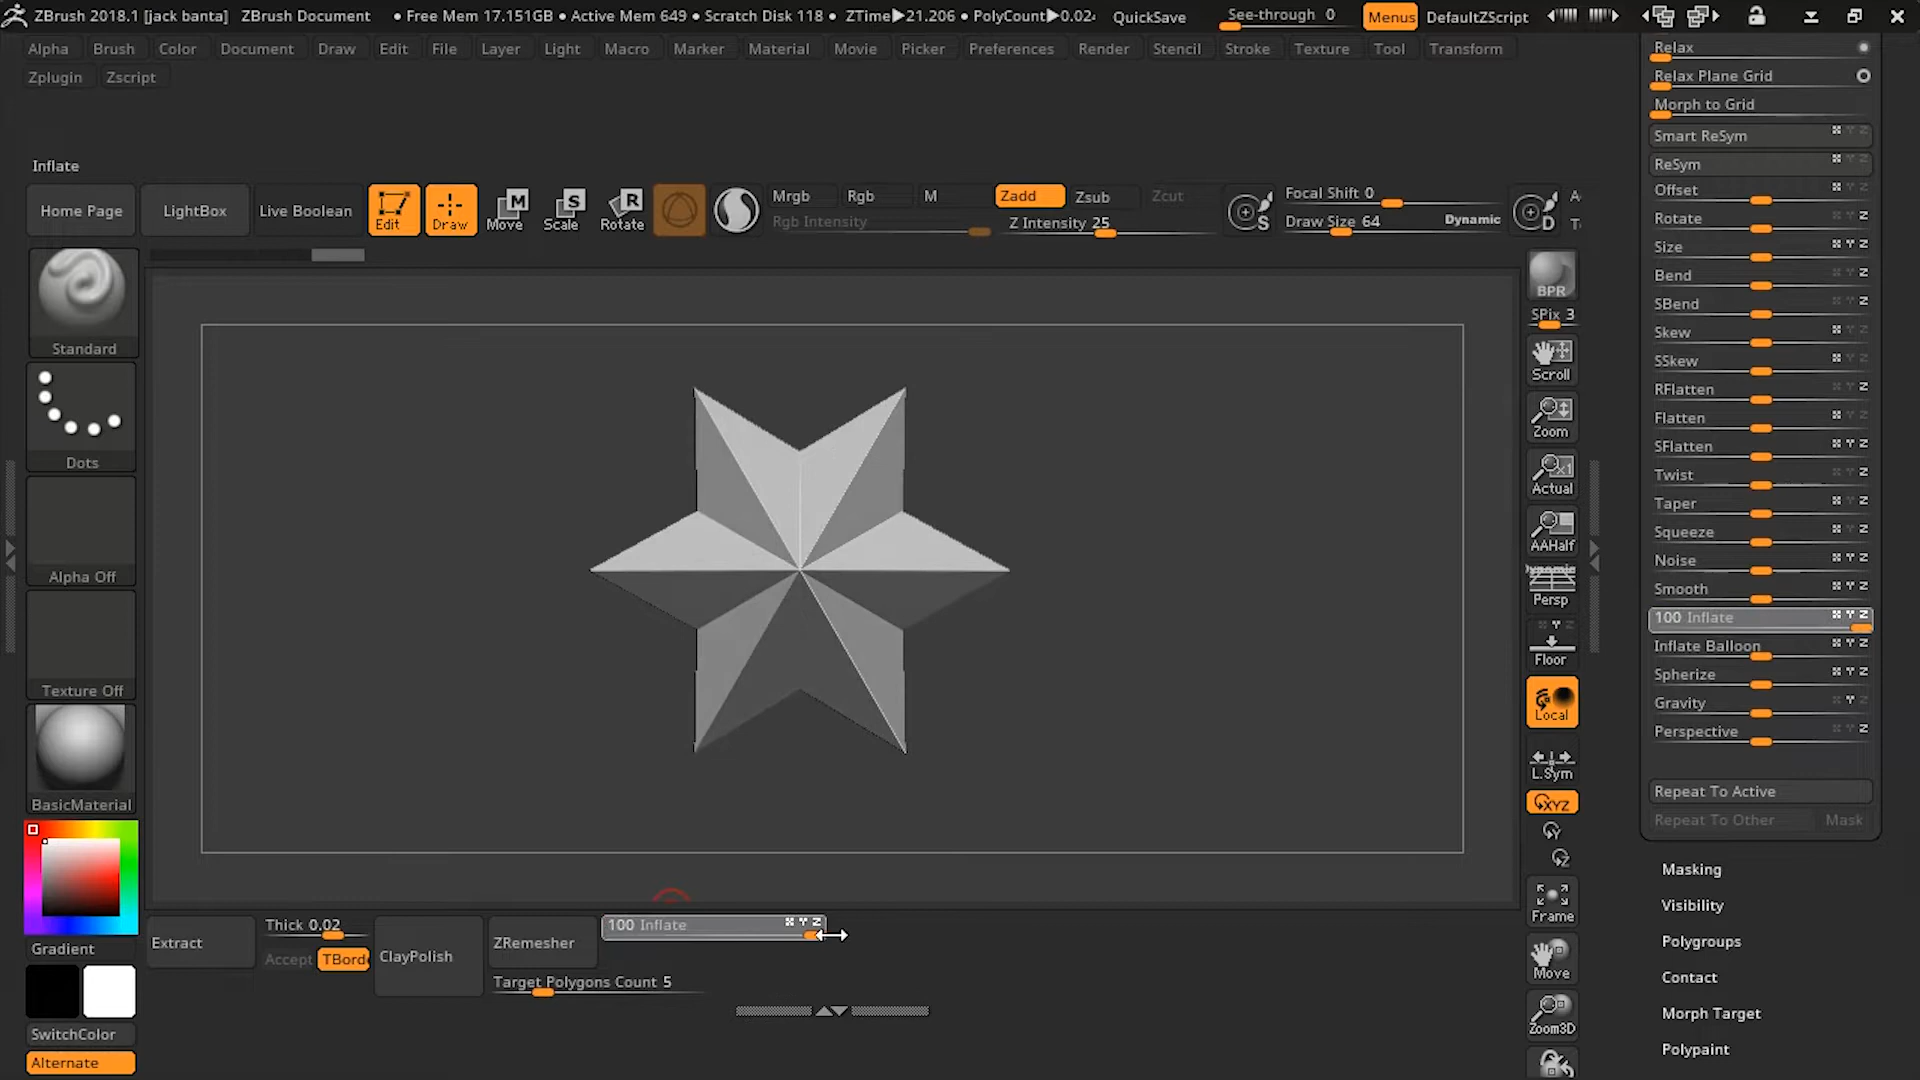 ZBrush 2018.1 [jack banta] ZBrush Document • Free Mem 17.151GB • Active Mem 649 • Scratch Disk 118 • ZTime▶21.206 • PolyCount▶0.02 QuickSave See-through 0 Menus DefaultZScript
Alpha Brush Color Document Draw Edit File Layer Light Macro Marker Material Movie Picker Preferences Render Stencil Stroke Texture Tool Transform
Zplugin Zscript
Inflate
Home Page LightBox Live Boolean Edit Draw Move Scale Rotate
M S R
Mrgb Rgb M Zadd Zsub Zcut
Rgb Intensity Z Intensity 25
S Focal Shift 0
Draw Size 64 Dynamic D
Standard
Dots
Alpha Off
Texture Off
BasicMaterial
Gradient
SwitchColor
Alternate
BPR
SPix 3
Scroll
Zoom
Actual
x1
AAHalf
Dynamic
Persp
X Y Z
Floor
Local
L.Sym
XYZ
Y
Z
Frame
Move
Zoom3D
Extract Thick 0.02
Accept TBord
ClayPolish
ZRemesher
Target Polygons Count 5
100 Inflate X Y Z
Relax
Relax Plane Grid
Morph to Grid
Smart ReSym X Y Z
ReSym X Y Z
Offset X Y Z
Rotate X Y Z
Size X Y Z
Bend X Y Z
SBend X Y Z
Skew X Y Z
SSkew X Y Z
RFlatten X Y Z
Flatten X Y Z
SFlatten X Y Z
Twist X Y Z
Taper X Y Z
Squeeze X Y Z
Noise X Y Z
Smooth X Y Z
100 Inflate X Y Z
Inflate Balloon X Y Z
Spherize X Y Z
Gravity X Y Z
Perspective X Y Z
Repeat To Active
Repeat To Other Mask
Masking
Visibility
Polygroups
Contact
Morph Target
Polypaint